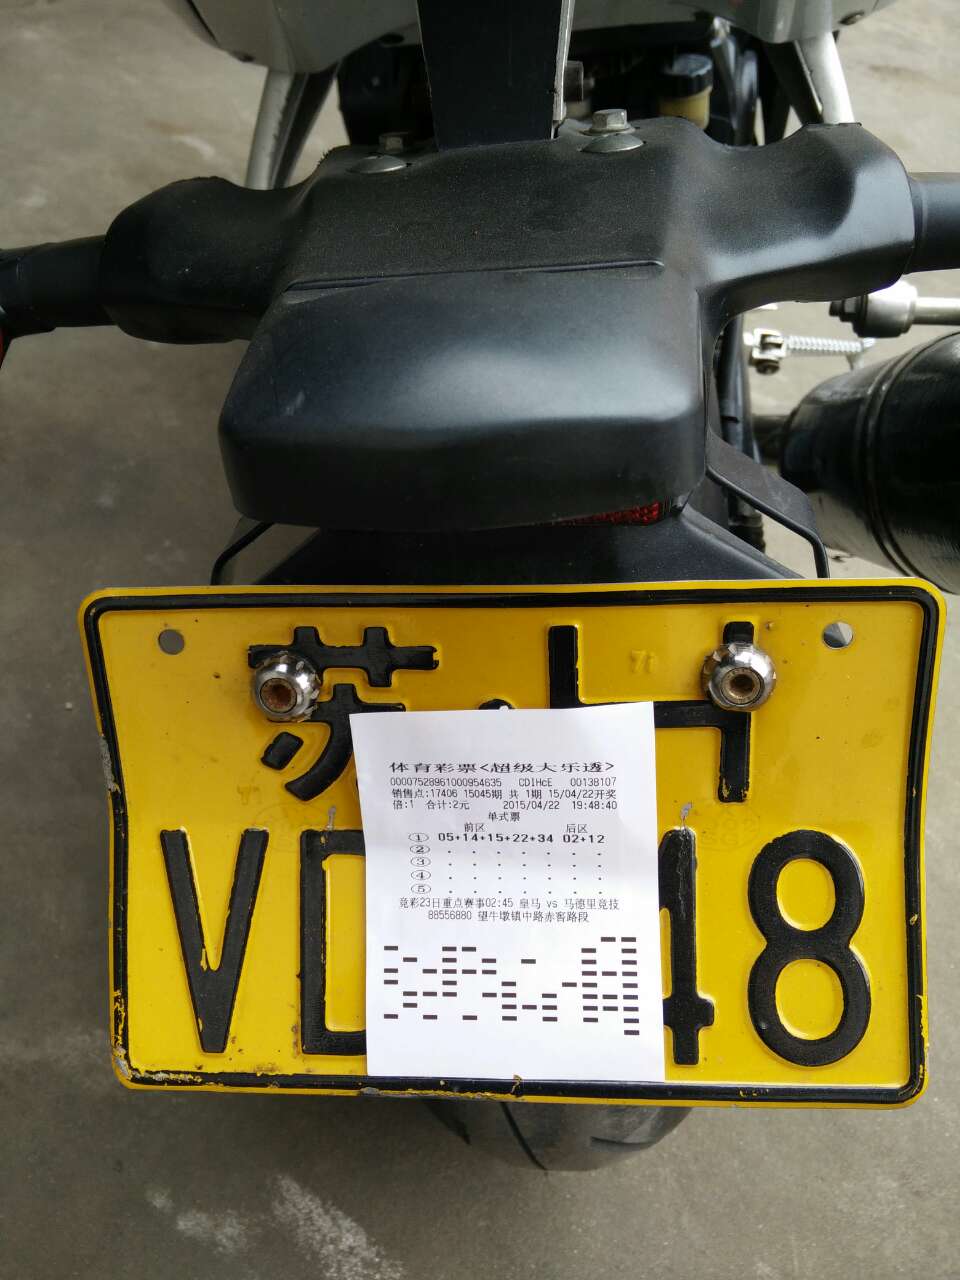 苏
体育彩票<超级大乐透>
00007528961000954635 CDIHcE 00138107
销售点:17406 15045期 共 1期 15/04/22开奖
倍:1 合计:2元 2015/04/22 19:48:40
单式票
前区 后区
① 05+14+15+22+34 02+12
②
③
④
⑤
竞彩23日重点赛事02:45 皇马 vs 马德里竞技
88556880 望牛墩镇中路赤窖路段
V 48